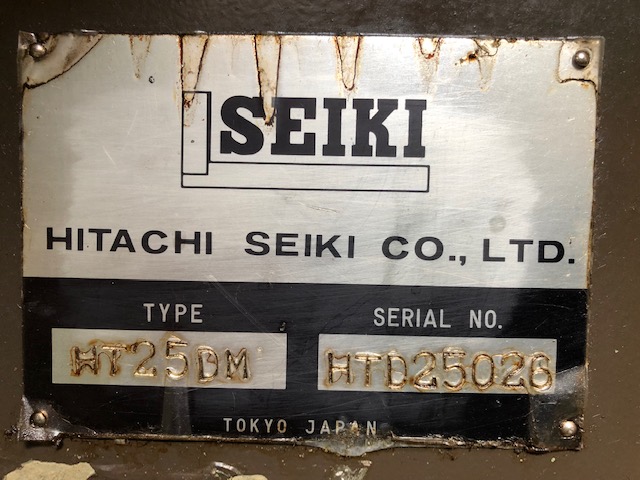 SEIKI
HITACHI SEIKI CO., LTD.
TYPE SERIAL NO.
HT25DM HTD25026
TOKYO JAPAN